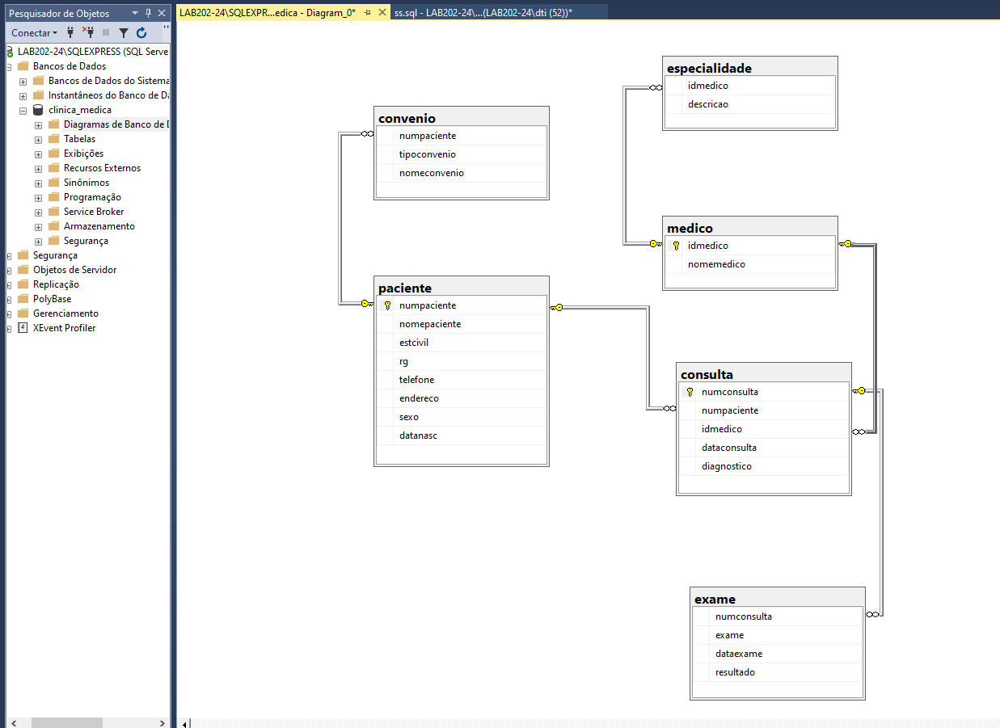 Pesquisador de Objetos
Conectar
LAB202-24\SQLEXPRESS (SQL Serve
Bancos de Dados
Bancos de Dados do Sistema
Instantâneos do Banco de Da
clinica_medica
Diagramas de Banco de D
Tabelas
Exibições
Recursos Externos
Sinônimos
Programação
Service Broker
Armazenamento
Segurança
Segurança
Objetos de Servidor
Replicação
PolyBase
Gerenciamento
XEvent Profiler
LAB202-24\SQLEXPR...edica - Diagram_0*
ss.sql - LAB202-24\...(LAB202-24\dti (52))*
convenio
numpaciente
tipoconvenio
nomeconvenio
paciente
numpaciente
nomepaciente
estcivil
rg
telefone
endereco
sexo
datanasc
especialidade
idmedico
descricao
medico
idmedico
nomemedico
consulta
numconsulta
numpaciente
idmedico
dataconsulta
diagnostico
exame
numconsulta
exame
dataexame
resultado